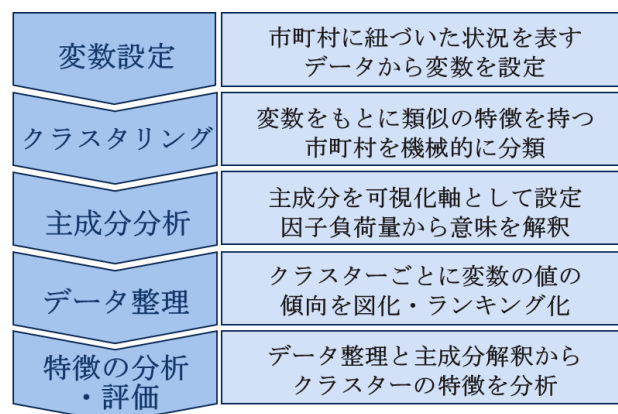 変数設定
市町村に紐づいた状況を表す
データから変数を設定
クラスタリング
変数をもとに類似の特徴を持つ
市町村を機械的に分類
主成分分析
主成分を可視化軸として設定
因子負荷量から意味を解釈
データ整理
クラスターごとに変数の値の
傾向を図化・ランキング化
特徴の分析
・評価
データ整理と主成分解釈から
クラスターの特徴を分析